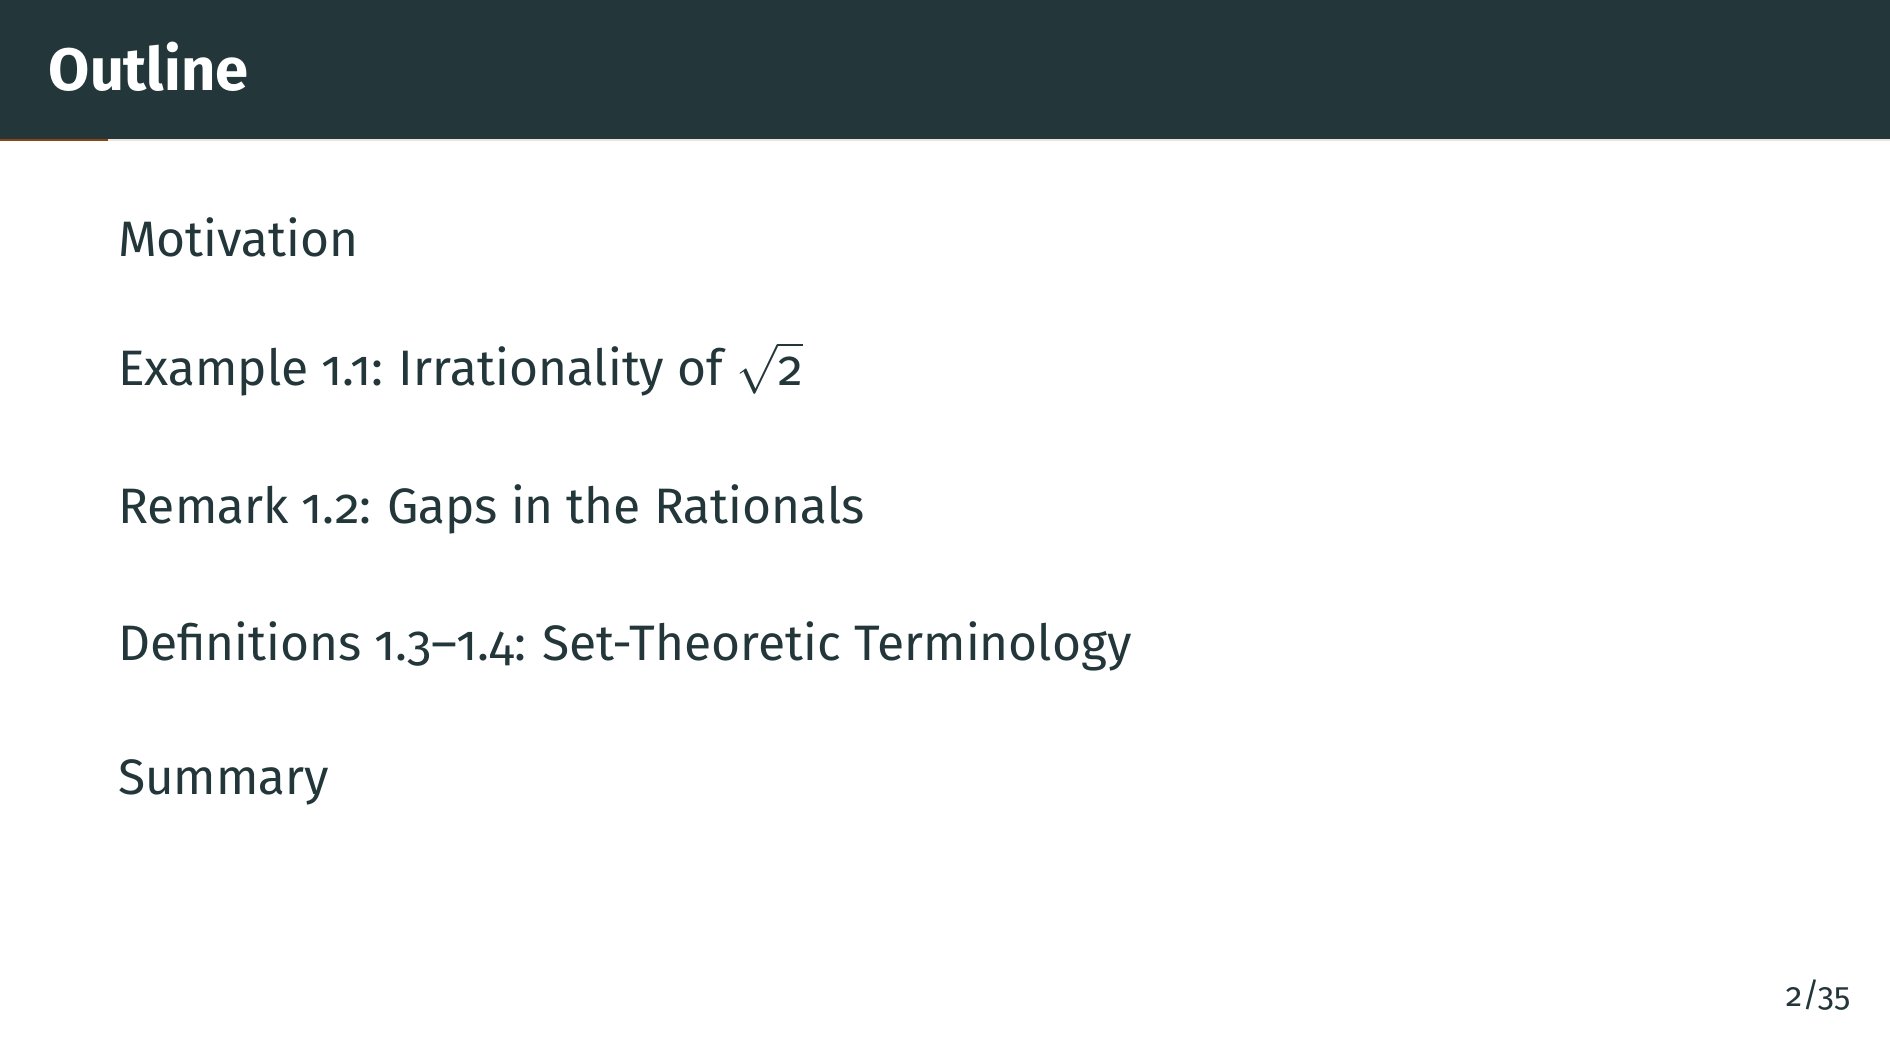 Outline
Motivation
Example 1.1: Irrationality of √2
Remark 1.2: Gaps in the Rationals
Definitions 1.3–1.4: Set-Theoretic Terminology
Summary
2/35